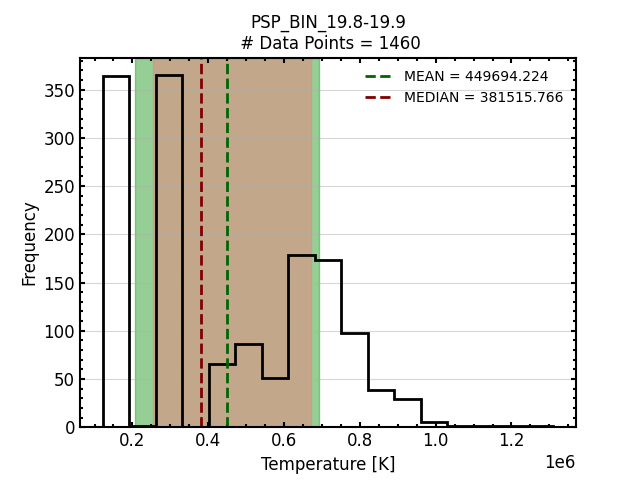 PSP_BIN_19.8-19.9
# Data Points = 1460
MEAN = 449694.224
MEDIAN = 381515.766
350
300
250
200
150
100
50
0
Frequency
0.2 0.4 0.6 0.8 1.0 1.2
1e6
Temperature [K]